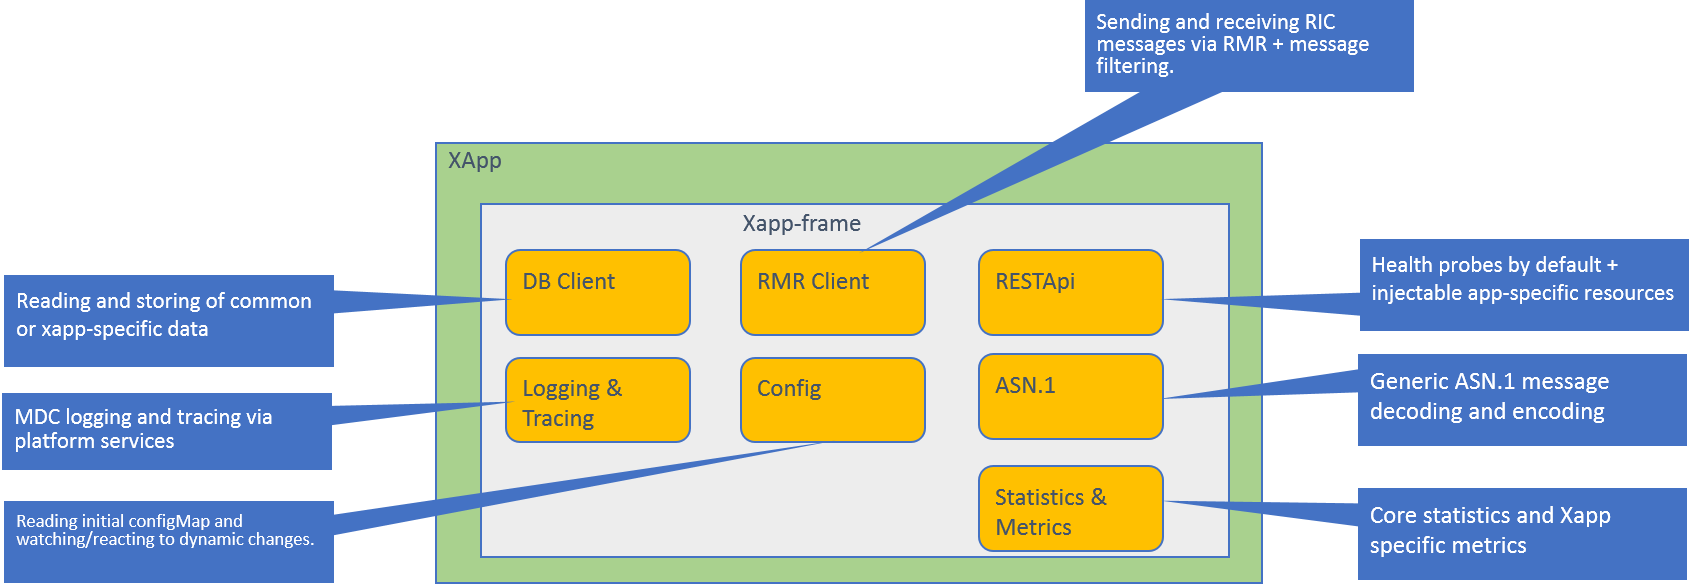 Sending and receiving RIC
messages via RMR + message
filtering.
XApp
Xapp-frame
DB Client
RMR Client
RESTApi
Logging &
Tracing
Config
ASN.1
Statistics &
Metrics
Reading and storing of common
or xapp-specific data
MDC logging and tracing via
platform services
Reading initial configMap and
watching/reacting to dynamic changes.
Health probes by default +
injectable app-specific resources
Generic ASN.1 message
decoding and encoding
Core statistics and Xapp
specific metrics